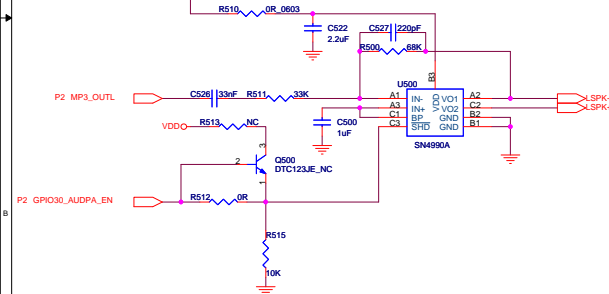 R510 0R_0603
C522
2.2uF
C527 220pF
R500 68K
B3
U500
P2 MP3_OUTL
C526 33nF R511 33K
A1 IN- VDD VO1 A2 LSPK-
A3 IN+ VO2 C2 LSPK-
C1 BP GND B2
C3 SHD GND B1
SN4990A
C500
1uF
VDD R513 NC
3
2
Q500
DTC123JE_NC
1
P2 GPIO30_AUDPA_EN
R512 0R
B
R515
10K